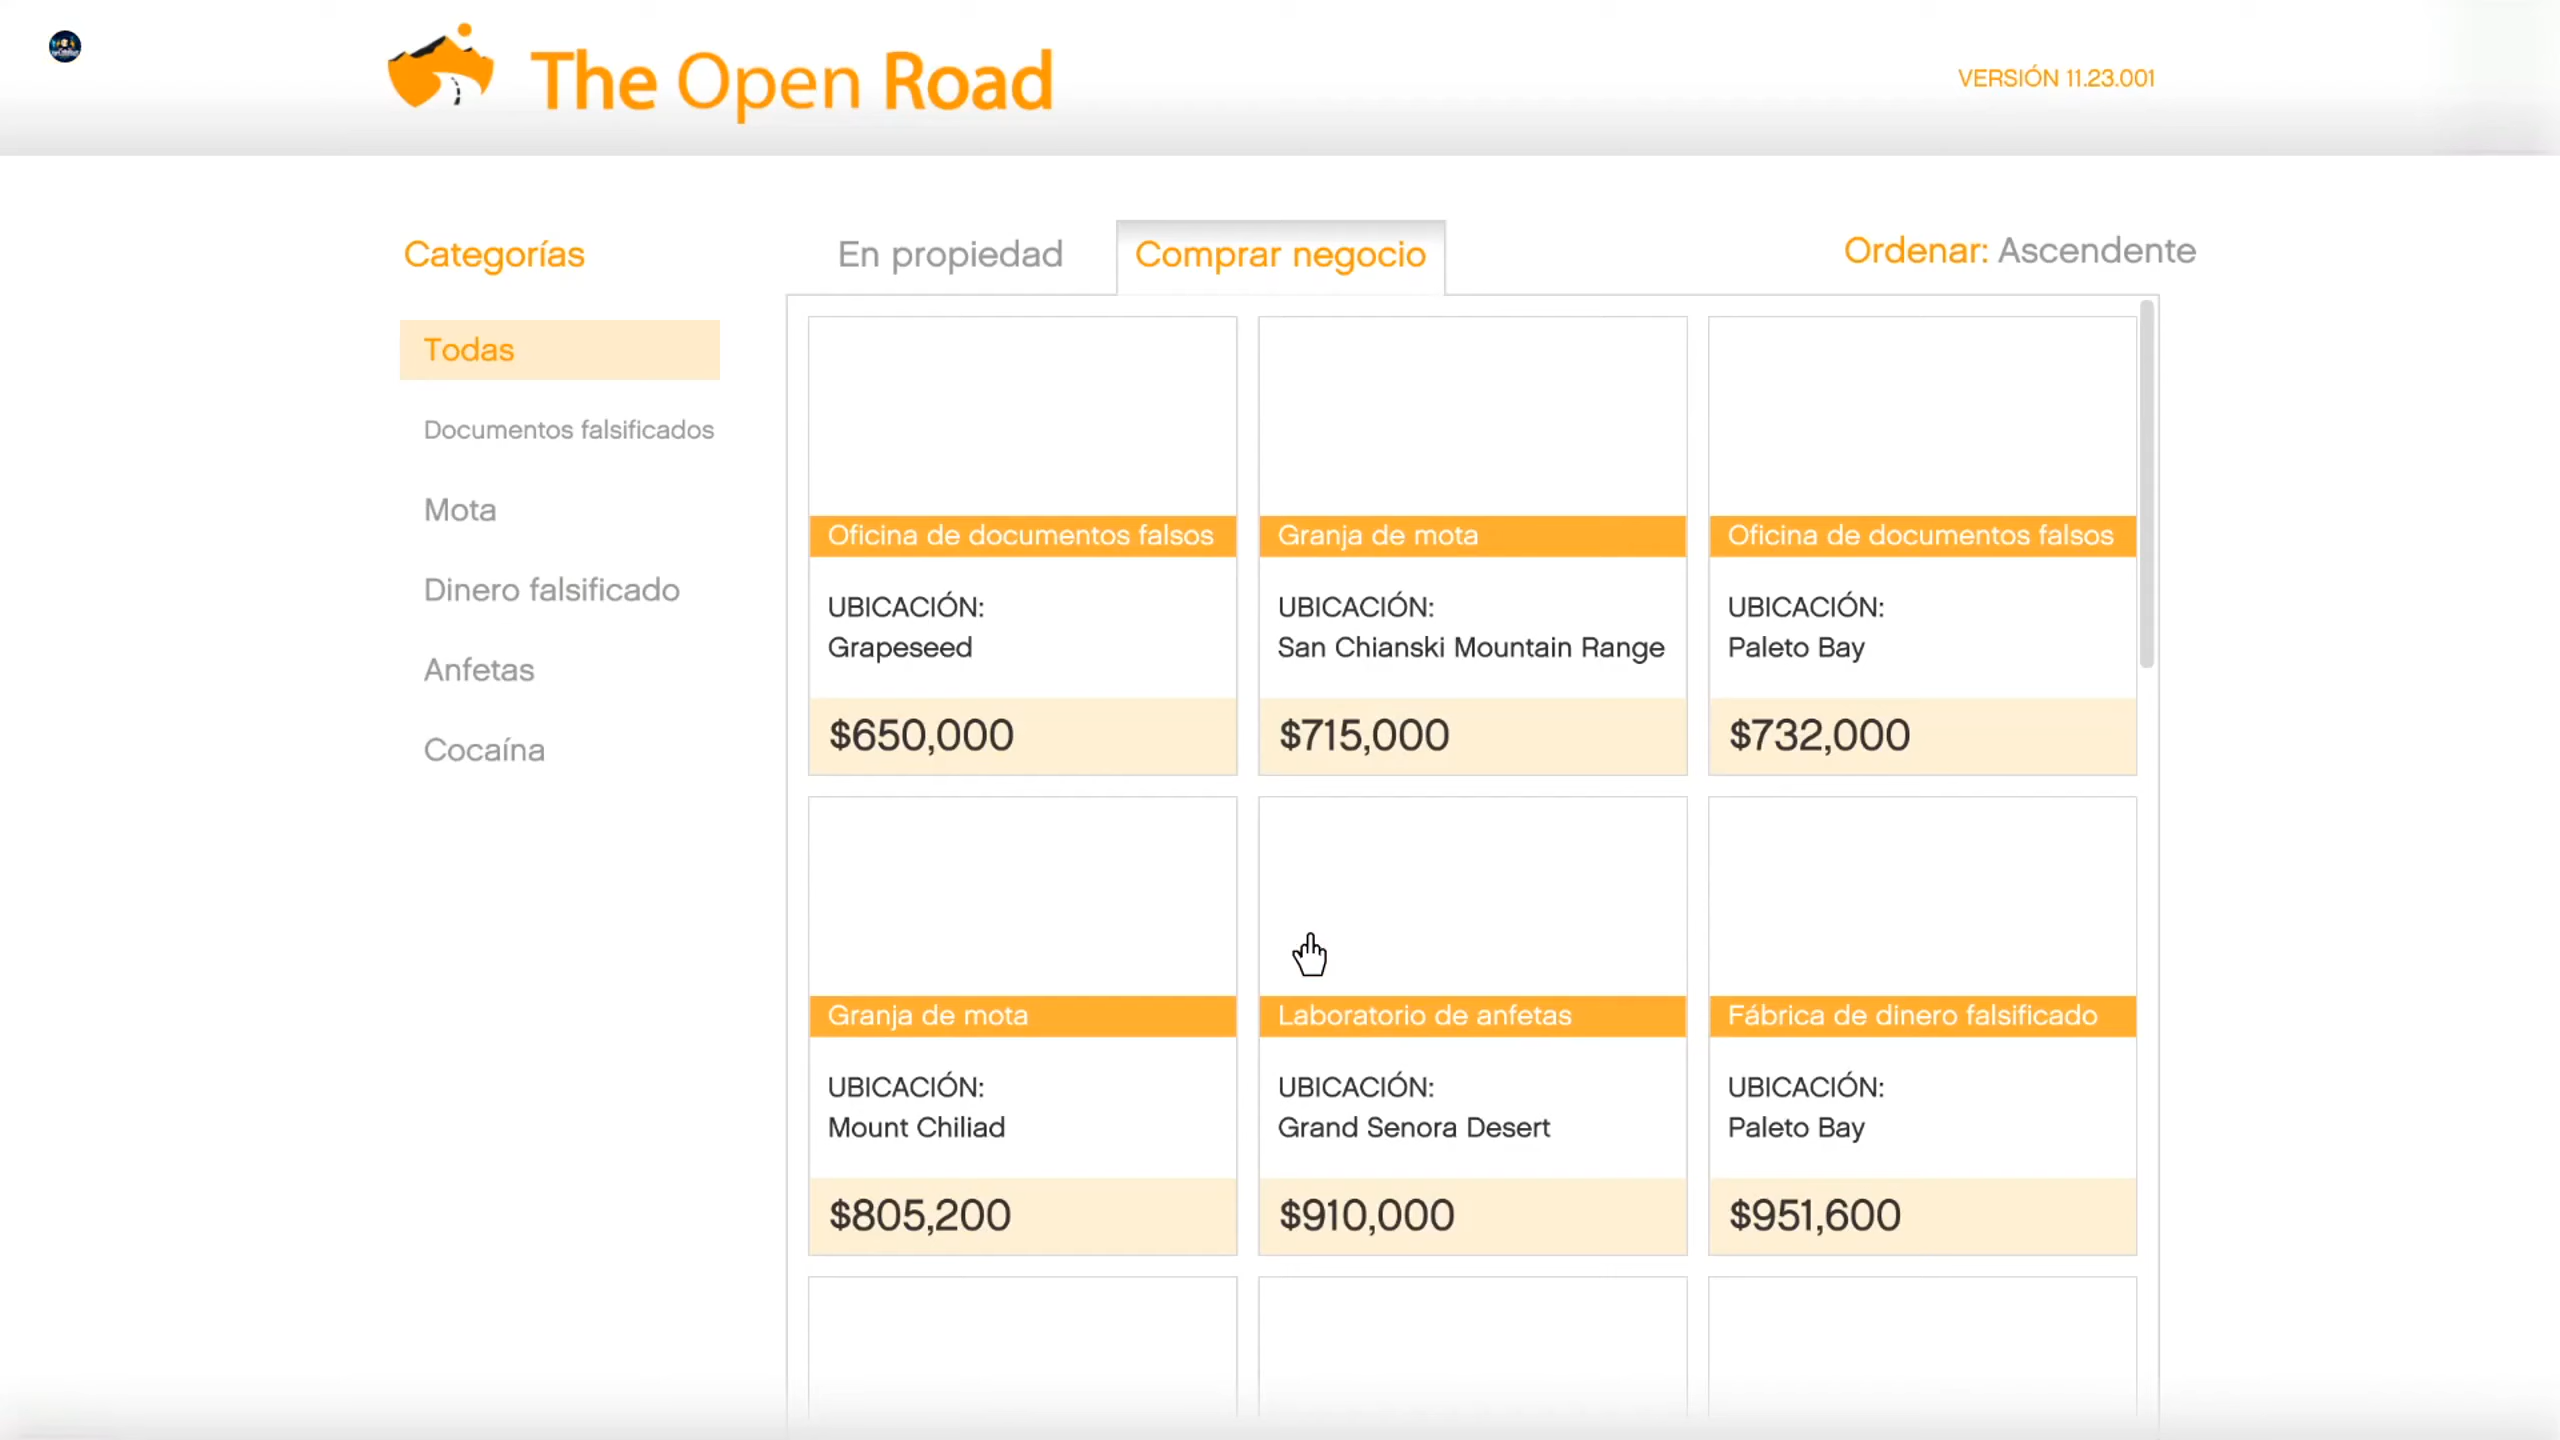 The Open Road
VERSIÓN 11.23.001
Categorías
En propiedad
Comprar negocio
Ordenar: Ascendente
Todas
Documentos falsificados
Mota
Dinero falsificado
Anfetas
Cocaína
Oficina de documentos falsos
UBICACIÓN:
Grapeseed
$650,000
Granja de mota
UBICACIÓN:
San Chianski Mountain Range
$715,000
Oficina de documentos falsos
UBICACIÓN:
Paleto Bay
$732,000
Granja de mota
UBICACIÓN:
Mount Chiliad
$805,200
Laboratorio de anfetas
UBICACIÓN:
Grand Senora Desert
$910,000
Fábrica de dinero falsificado
UBICACIÓN:
Paleto Bay
$951,600